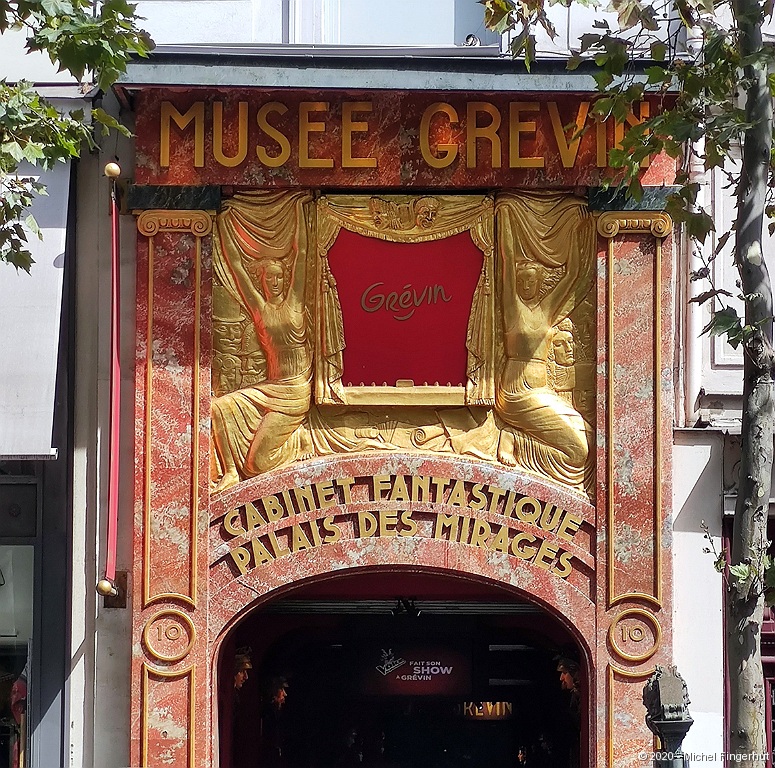 MUSEE GREVIN
GRÉVIN
CABINET FANTASTIQUE
PALAIS DES MIRAGES
10
10
FAIT SON
SHOW
À GRÉVIN
GREVIN
© 2020 - Michel Fingerhut